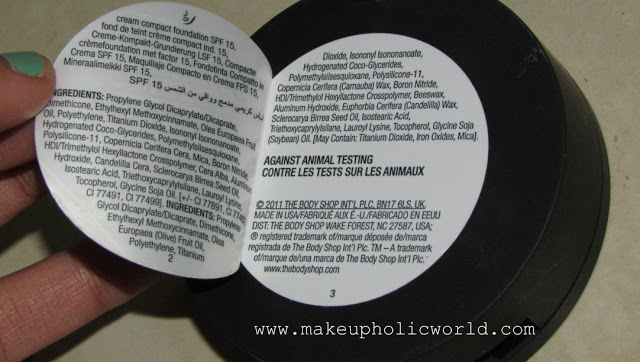 cream compact foundation SPF 15,
fond de teint crème compact ind. 15,
Creme-Kompakt-Grundierung LSF 15, Compacte
crèmefoundation met factor 15, Fondotinta Compatto in
Crema SPF 15, Maquillaje Compacto en Crema FPS 15,
Mineraalimeikki SPF 15,
كريمي مدمج وواقي من الشمس SPF 15
INGREDIENTS: Propylene Glycol Dicaprylate/Dicaprate,
Dimethicone, Ethylhexyl Methoxycinnamate, Olea Europaea Fruit
Oil, Polyethylene, Titanium Dioxide, Isononyl Isononanoate,
Hydrogenated Coco-Glycerides, Polymethylsilsesquioxane,
Polysilicone-11, Copernicia Cerifera Cera, Mica, Boron Nitride,
HDI/Trimethylol Hexyllactone Crosspolymer, Cera Alba, Aluminum
Hydroxide, Candelilla Cera, Sclerocarya Birrea Seed Oil,
Isostearic Acid, Triethoxycaprylylsilane, Lauroyl Lysine,
Tocopherol, Glycine Soja Oil. [+/- CI 77891,
CI 77491, CI 77499]. INGREDIENTS: Propylene
Glycol Dicaprylate/Dicaprate, Dimethicone,
Ethylhexyl Methoxycinnamate, Olea
Europaea (Olive) Fruit Oil,
Polyethylene, Titanium
2
Dioxide, Isononyl Isononanoate,
Hydrogenated Coco-Glycerides,
Polymethylsilsesquioxane, Polysilicone-11,
Copernicia Cerifera (Carnauba) Wax, Boron Nitride,
HDI/Trimethylol Hexyllactone Crosspolymer, Beeswax,
Aluminum Hydroxide, Euphorbia Cerifera (Candelilla) Wax,
Sclerocarya Birrea Seed Oil, Isostearic Acid,
Triethoxycaprylylsilane, Lauroyl Lysine, Tocopherol, Glycine Soja
(Soybean) Oil. [May Contain: Titanium Dioxide, Iron Oxides, Mica].
AGAINST ANIMAL TESTING
CONTRE LES TESTS SUR LES ANIMAUX
© 2011 THE BODY SHOP INT'L PLC, BN17 6LS, UK.
MADE IN USA/FABRIQUÉ AUX É.-U./FABRICADO EN EEUU
DIST: THE BODY SHOP WAKE FOREST, NC 27587, USA;
® registered trademark of/marque déposée de/marca
registrada de The Body Shop Int'l Plc. TM – A trademark
of/marque de/una marca de The Body Shop Int'l Plc.
www.thebodyshop.com
3
www.makeupholicworld.com